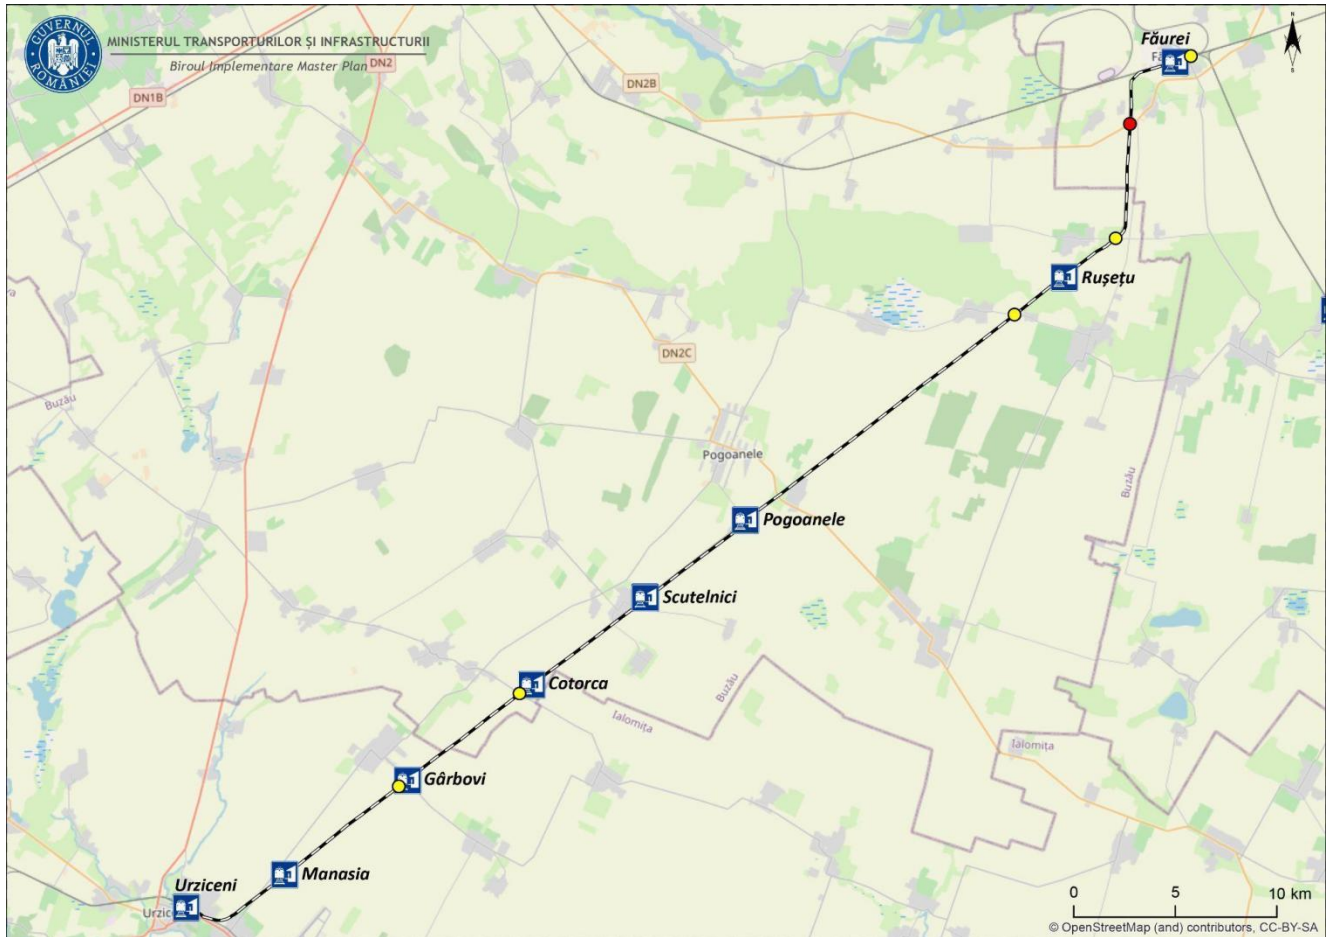 GUVERNUL ROMÂNIEI
MINISTERUL TRANSPORTURILOR ȘI INFRASTRUCTURII
Biroul Implementare Master Plan
DN2
DN1B
DN2B
Făurei
N
S
Rușețu
DN2C
Buzău
Pogoanele
Buzău
Pogoanele
Scutelnici
Cotorca
Buzău
Ialomița
Ialomița
Gârbovi
Manasia
Urziceni
0 5 10 km
© OpenStreetMap (and) contributors, CC-BY-SA